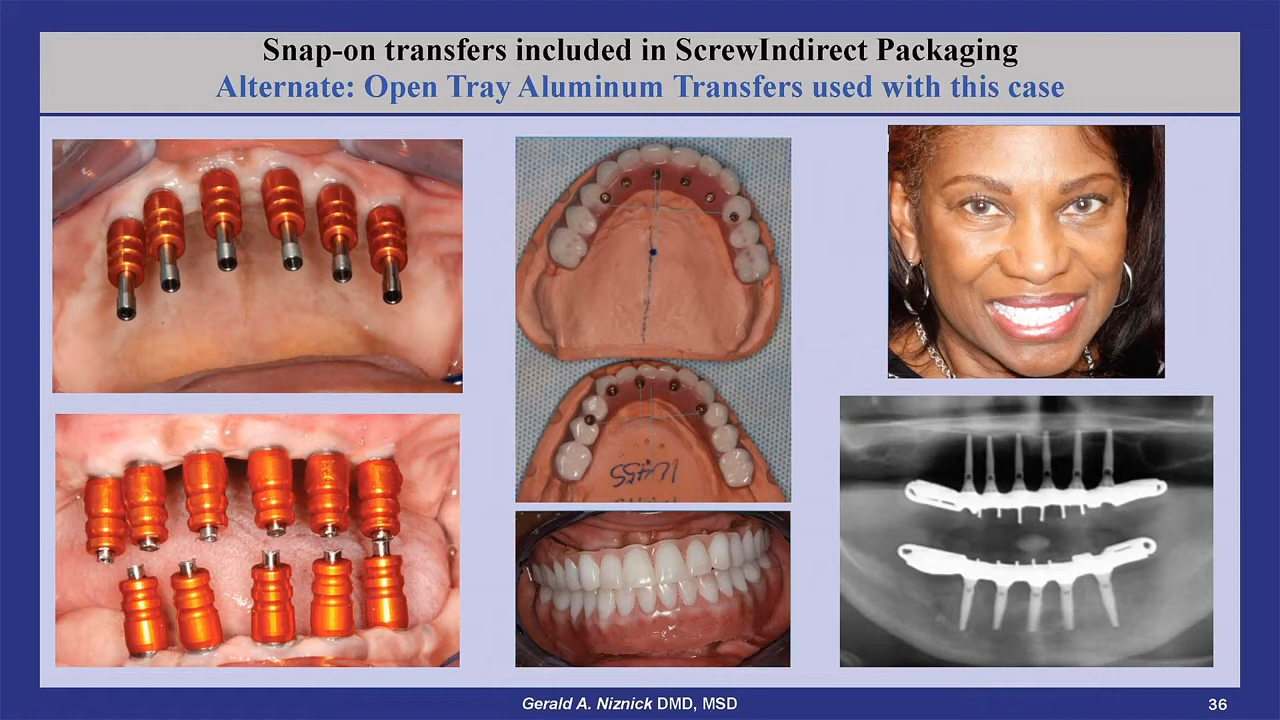 Snap-on transfers included in ScrewIndirect Packaging
Alternate: Open Tray Aluminum Transfers used with this case
Gerald A. Niznick DMD, MSD
36